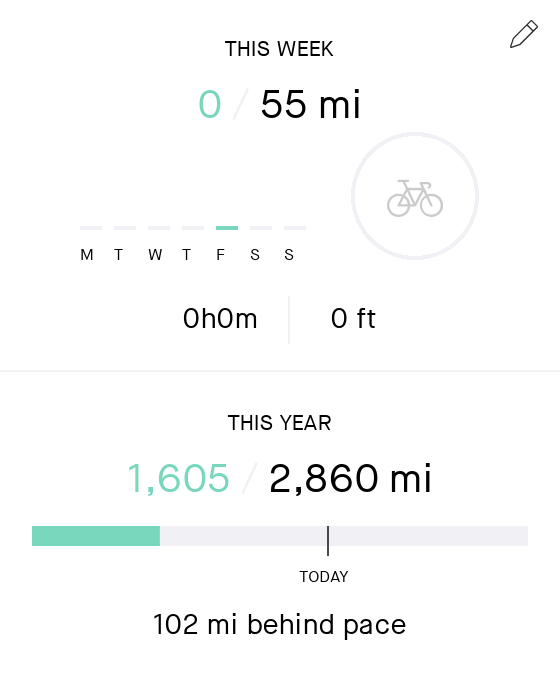 THIS WEEK
0 / 55 mi
M T W T F S S
0h0m 0 ft
THIS YEAR
1,605 / 2,860 mi
TODAY
102 mi behind pace